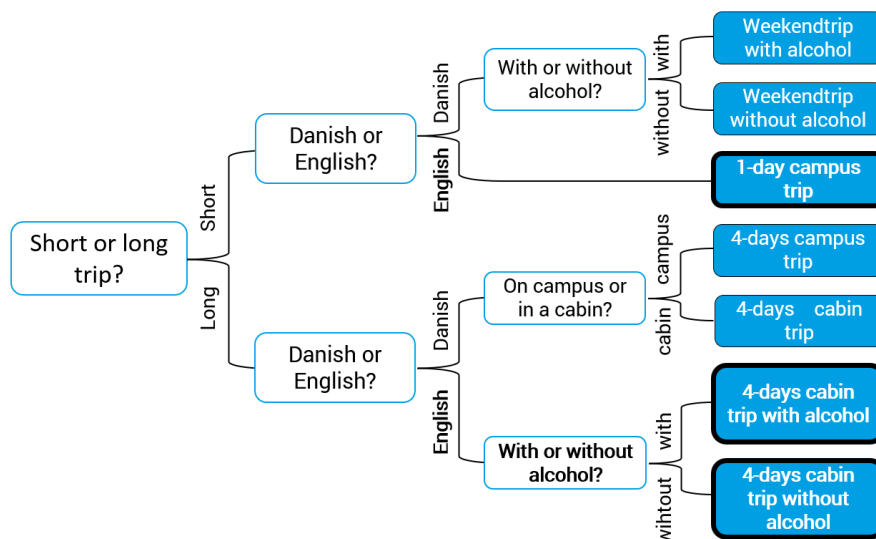 Short or long
trip?
Short
Long
Danish or
English?
Danish
English
With or without
alcohol?
with
without
Weekendtrip
with alcohol
Weekendtrip
without alcohol
1-day campus
trip
Danish or
English?
Danish
English
On campus or
in a cabin?
campus
cabin
4-days campus
trip
4-days cabin
trip
With or without
alcohol?
with
wihtout
4-days cabin
trip with alcohol
4-days cabin
trip without
alcohol